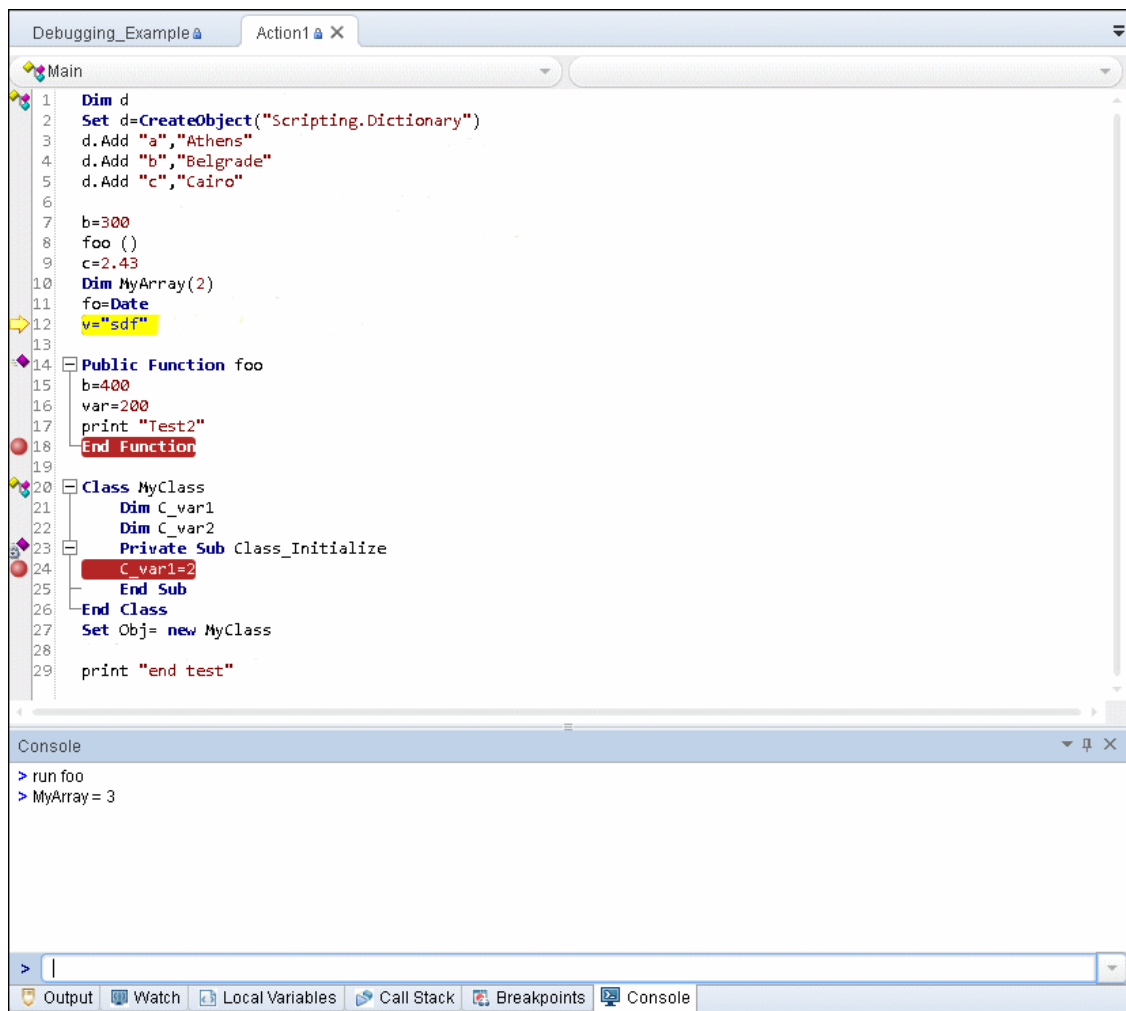 Debugging_Example Action1
Main
1 Dim d
2 Set d=CreateObject("Scripting.Dictionary")
3 d.Add "a","Athens"
4 d.Add "b","Belgrade"
5 d.Add "c","Cairo"
6
7 b=300
8 foo ()
9 c=2.43
10 Dim MyArray(2)
11 fo=Date
12 v="sdf"
13
14 Public Function foo
15 b=400
16 var=200
17 print "Test2"
18 End Function
19
20 Class MyClass
21 Dim C_var1
22 Dim C_var2
23 Private Sub Class_Initialize
24 C_var1=2
25 End Sub
26 End Class
27 Set Obj= new MyClass
28
29 print "end test"
Console
> run foo
> MyArray = 3
>
Output Watch Local Variables Call Stack Breakpoints Console